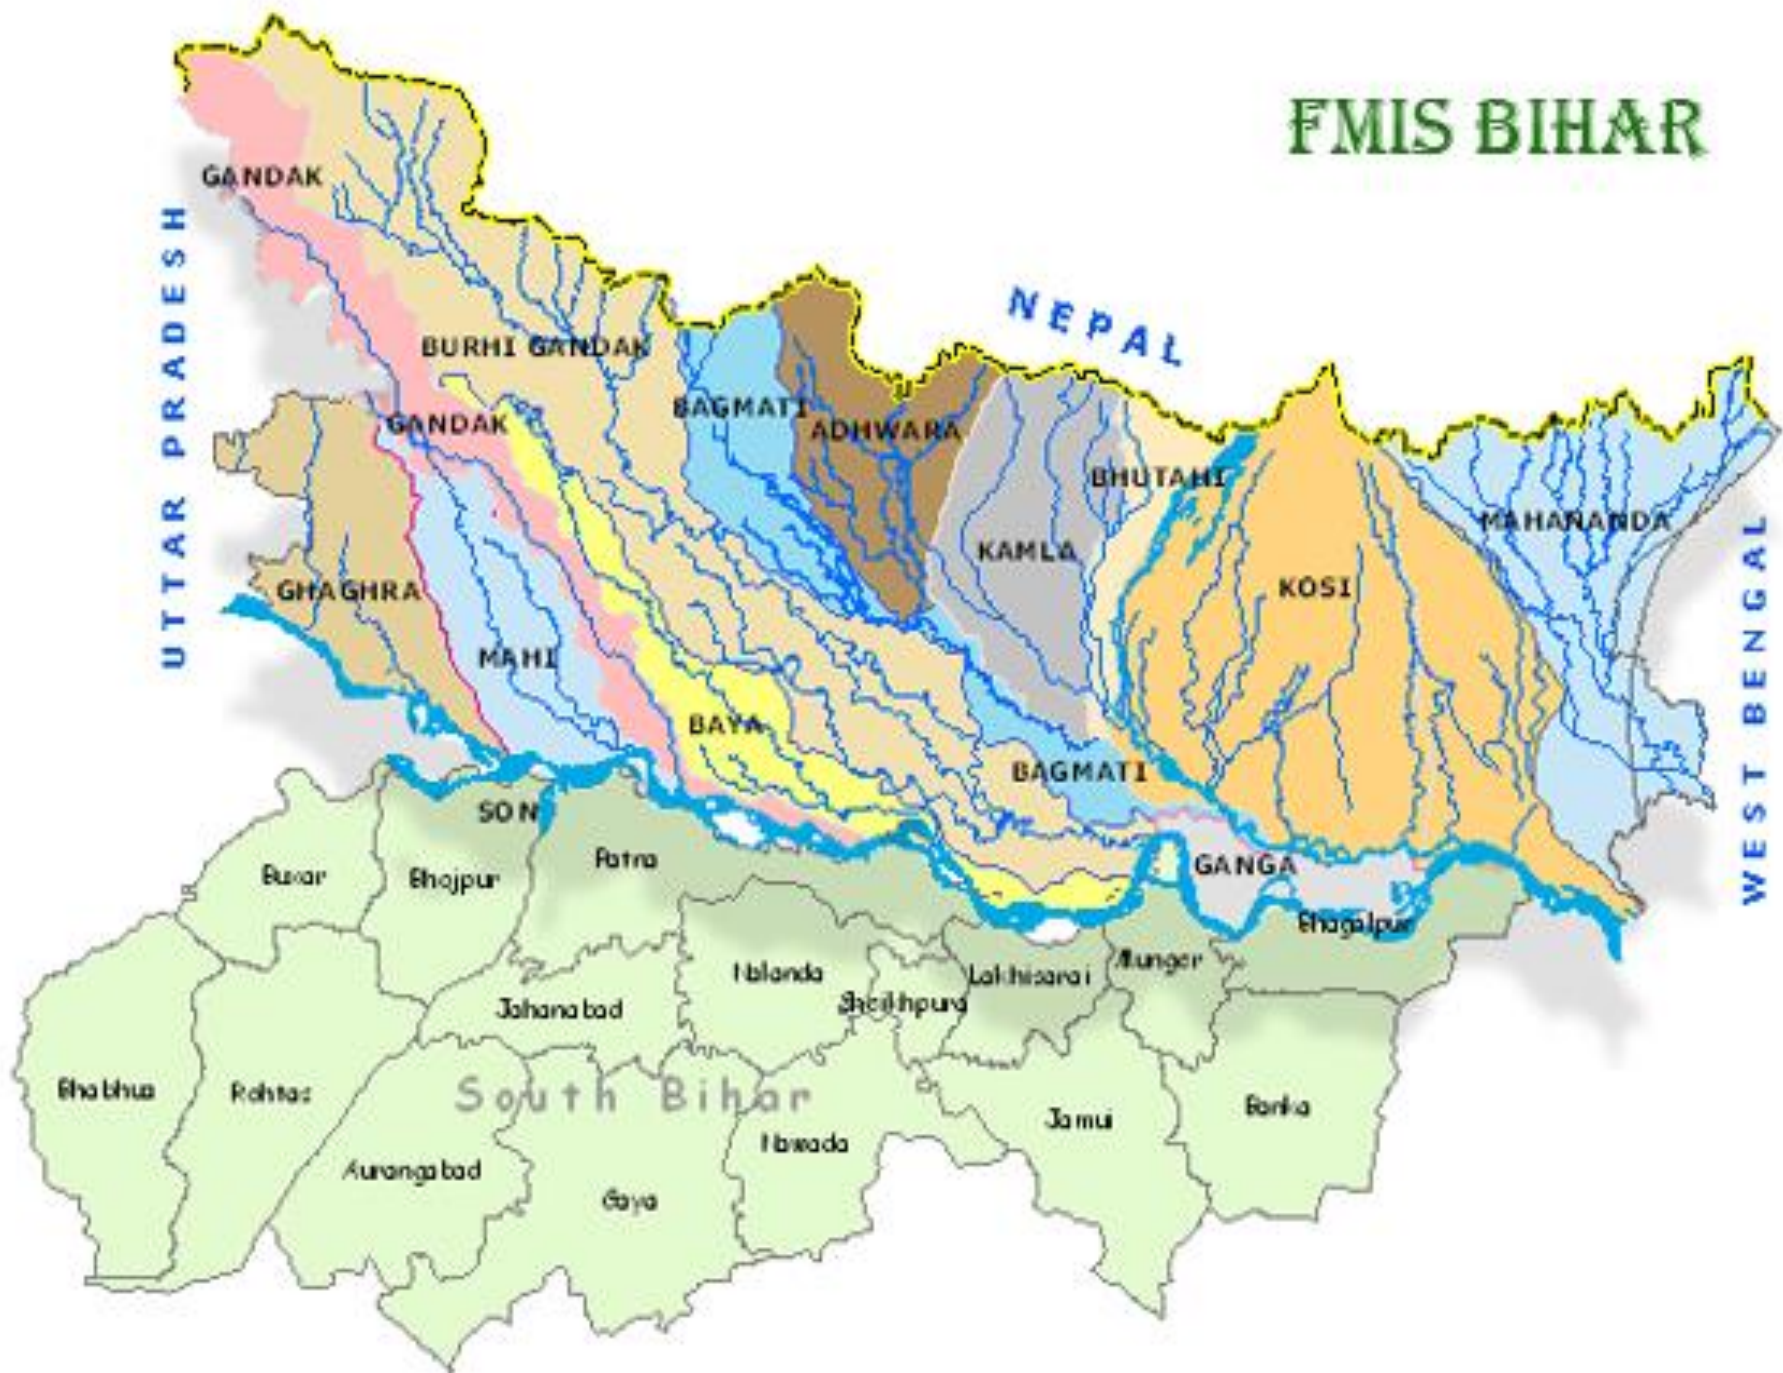 FMIS BIHAR
GANDAK
UTTAR PRADESH
NEPAL
BURHI GANDAK
BAGMATI
ADHWARA
GANDAK
BHUTAHI
MAHANANDA
KAMLA
KOSI
GHAGHRA
MAHI
WEST BENGAL
BAYA
BAGMATI
SON
Patna
GANGA
Buxar
Bhojpur
Bhagalpur
Munger
Nalanda
Lakhisarai
Sheikhpura
Jahanabad
Bhabhua
Rohtas
South Bihar
Banka
Jamui
Nawada
Aurangabad
Gaya